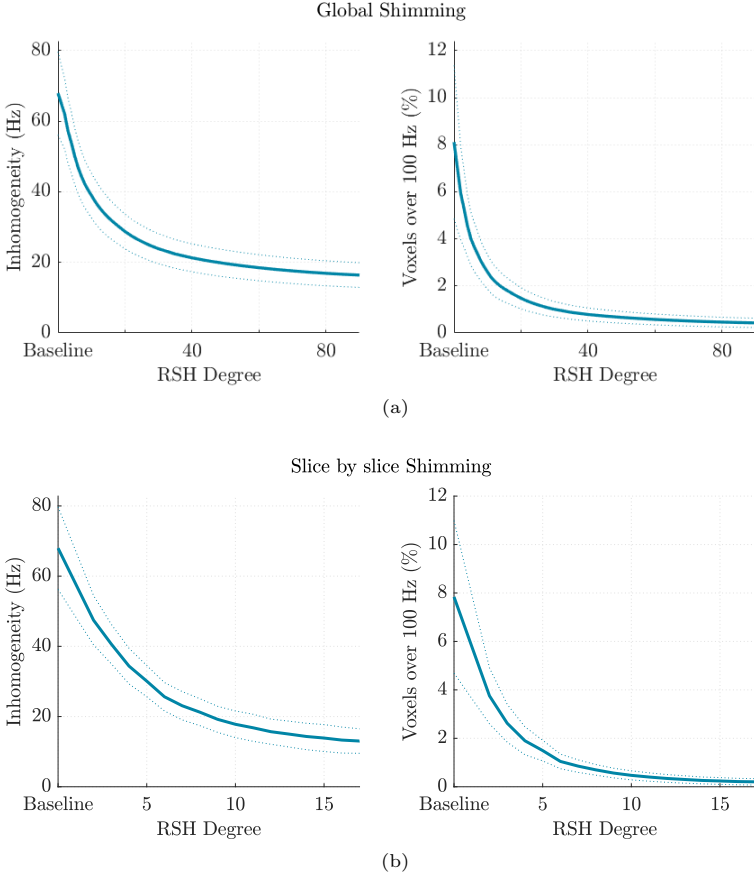 Global Shimming
80
60
40
20
0
Inhomogeneity (Hz)
Baseline 40 80
RSH Degree
12
10
8
6
4
2
0
Voxels over 100 Hz (%)
Baseline 40 80
RSH Degree
(a)
Slice by slice Shimming
80
60
40
20
0
Inhomogeneity (Hz)
Baseline 5 10 15
RSH Degree
12
10
8
6
4
2
0
Voxels over 100 Hz (%)
Baseline 5 10 15
RSH Degree
(b)